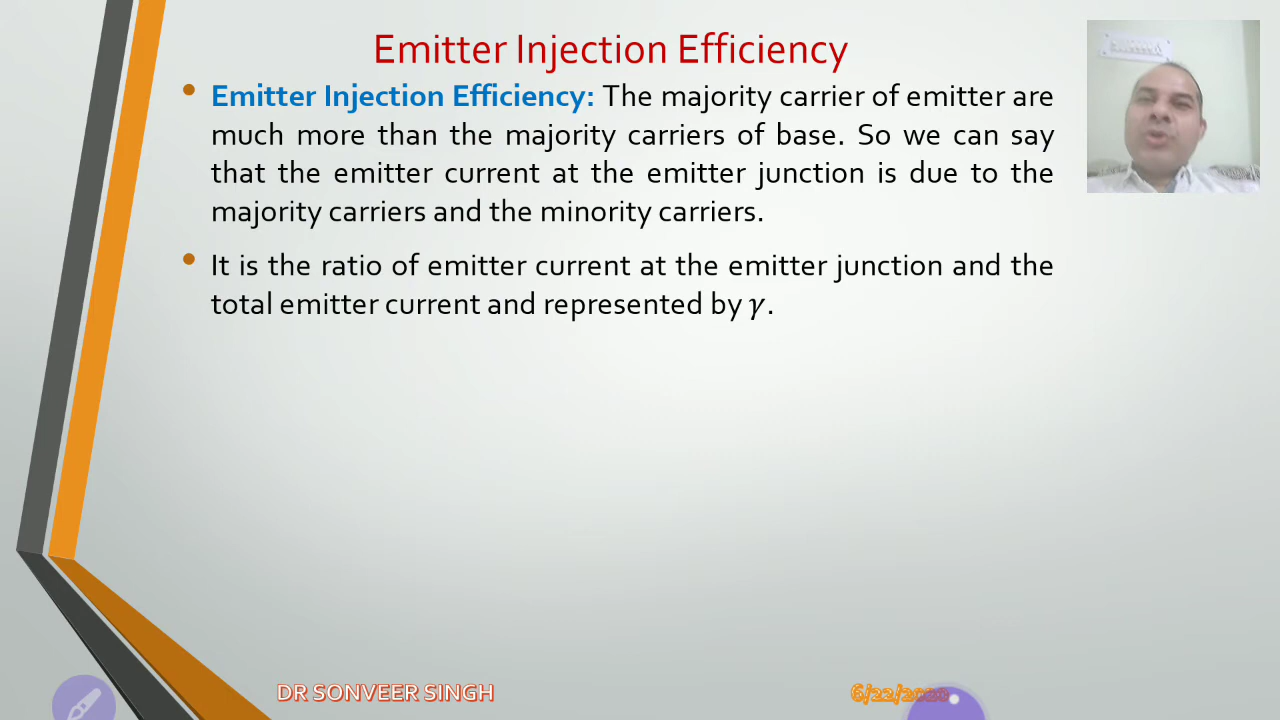 Emitter Injection Efficiency
• Emitter Injection Efficiency: The majority carrier of emitter are
much more than the majority carriers of base. So we can say
that the emitter current at the emitter junction is due to the
majority carriers and the minority carriers.
• It is the ratio of emitter current at the emitter junction and the
total emitter current and represented by γ.
DR SONVEER SINGH